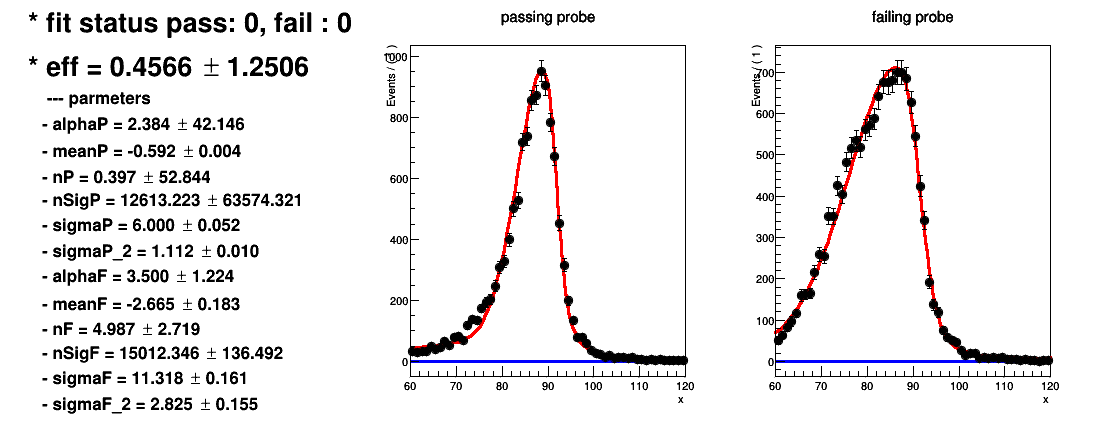 * fit status pass: 0, fail : 0
* eff = 0.4566 ± 1.2506
--- parmeters
- alphaP = 2.384 ± 42.146
- meanP = -0.592 ± 0.004
- nP = 0.397 ± 52.844
- nSigP = 12613.223 ± 63574.321
- sigmaP = 6.000 ± 0.052
- sigmaP_2 = 1.112 ± 0.010
- alphaF = 3.500 ± 1.224
- meanF = -2.665 ± 0.183
- nF = 4.987 ± 2.719
- nSigF = 15012.346 ± 136.492
- sigmaF = 11.318 ± 0.161
- sigmaF_2 = 2.825 ± 0.155
passing probe
Events / ( 1 )
1000
800
600
400
200
0
60 70 80 90 100 110 120
x
failing probe
Events / ( 1 )
700
600
500
400
300
200
100
0
60 70 80 90 100 110 120
x